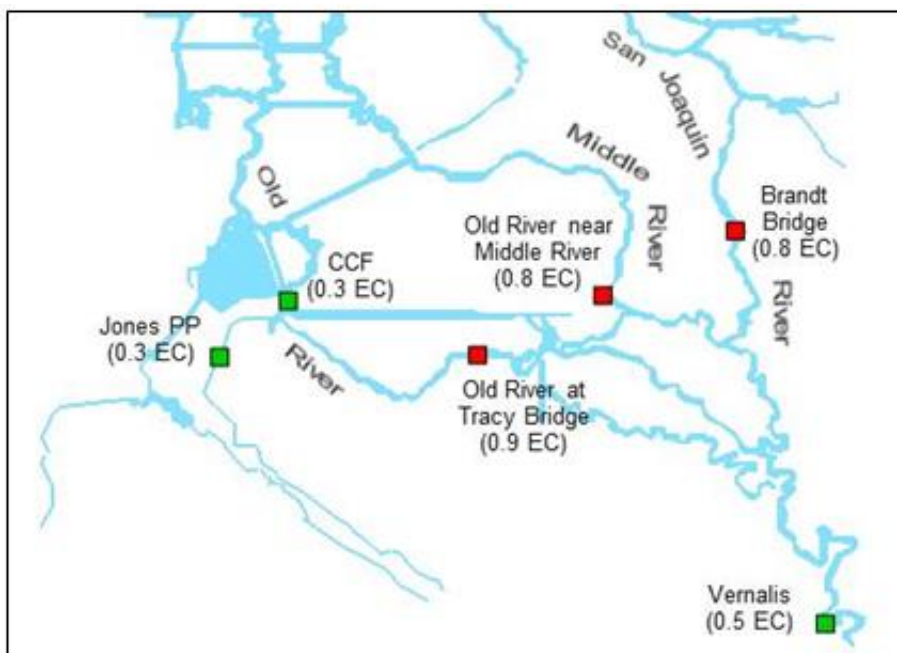 San
Joaquin
River
Middle
River
Old
River
Brandt
Bridge
(0.8 EC)
Old River near
Middle River
(0.8 EC)
CCF
(0.3 EC)
Jones PP
(0.3 EC)
Old River at
Tracy Bridge
(0.9 EC)
Vernalis
(0.5 EC)